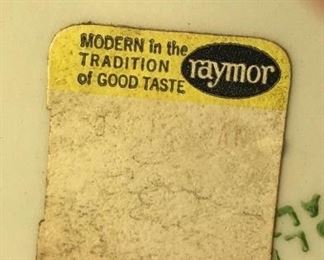 MODERN in the
TRADITION
of GOOD TASTE
raymor